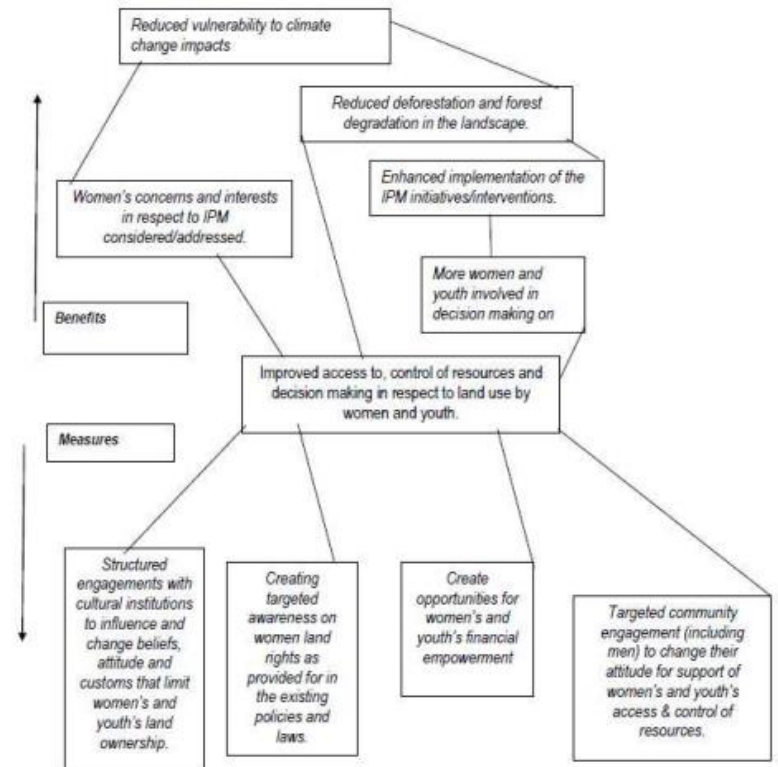 Reduced vulnerability to climate
change impacts
Reduced deforestation and forest
degradation in the landscape.
Enhanced implementation of the
IPM initiatives/interventions.
Women's concerns and interests
in respect to IPM
considered/addressed.
More women and
youth involved in
decision making on
Benefits
Improved access to, control of resources and
decision making in respect to land use by
women and youth.
Measures
Structured
engagements with
cultural institutions
to influence and
change beliefs,
attitude and
customs that limit
women's and
youth's land
ownership.
Creating
targeted
awareness on
women land
rights as
provided for in
the existing
policies and
laws.
Create
opportunities for
women's and
youth's financial
empowerment
Targeted community
engagement (including
men) to change their
attitude for support of
women's and youth's
access & control of
resources.